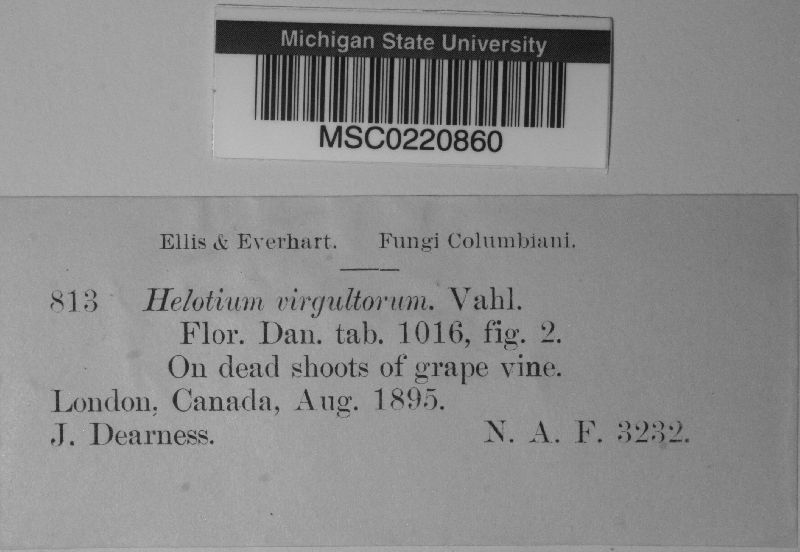 Michigan State University
MSC0220860
Ellis & Everhart. Fungi Columbiani.
813 Helotium virgultorum. Vahl.
Flor. Dan. tab. 1016, fig. 2.
On dead shoots of grape vine.
London, Canada, Aug. 1895.
J. Dearness. N. A. F. 3232.